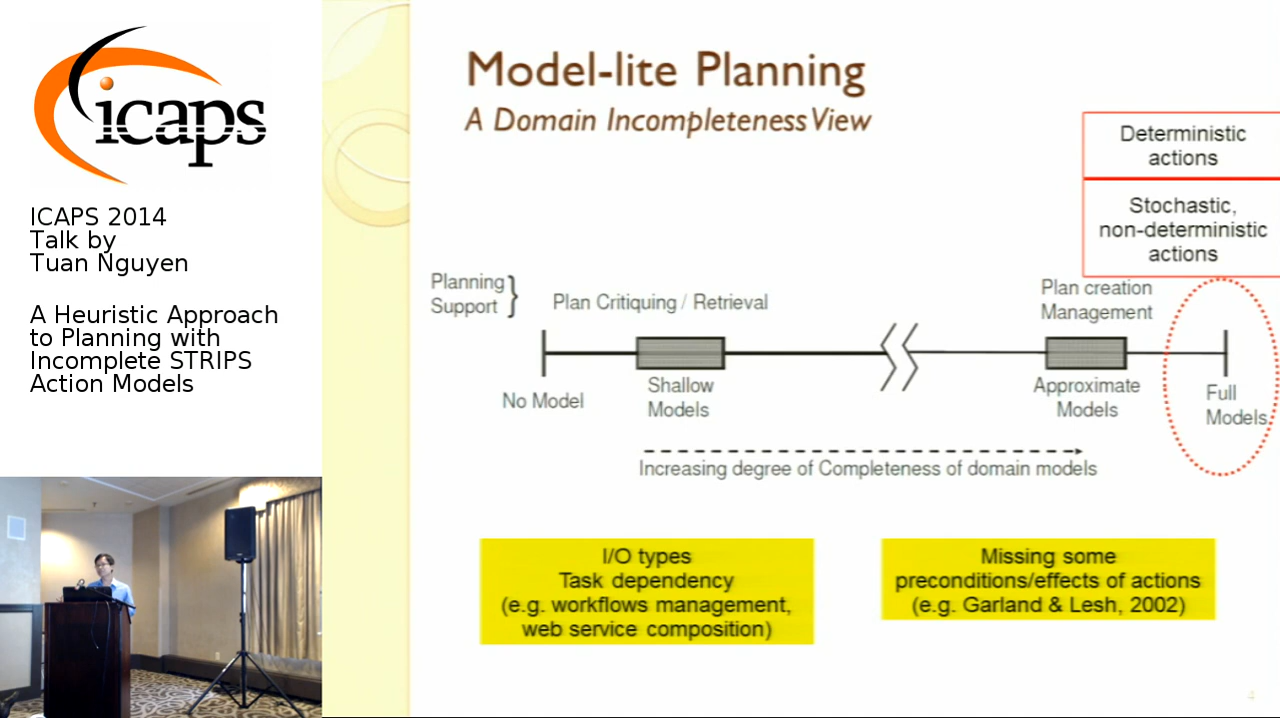 icaps
ICAPS 2014
Talk by
Tuan Nguyen
A Heuristic Approach
to Planning with
Incomplete STRIPS
Action Models
Model-lite Planning
A Domain Incompleteness View
Deterministic
actions
Stochastic,
non-deterministic
actions
Planning
Support
Plan Critiquing / Retrieval
Plan creation
Management
No Model
Shallow
Models
Approximate
Models
Full
Models
Increasing degree of Completeness of domain models
I/O types
Task dependency
(e.g. workflows management,
web service composition)
Missing some
preconditions/effects of actions
(e.g. Garland & Lesh, 2002)
4